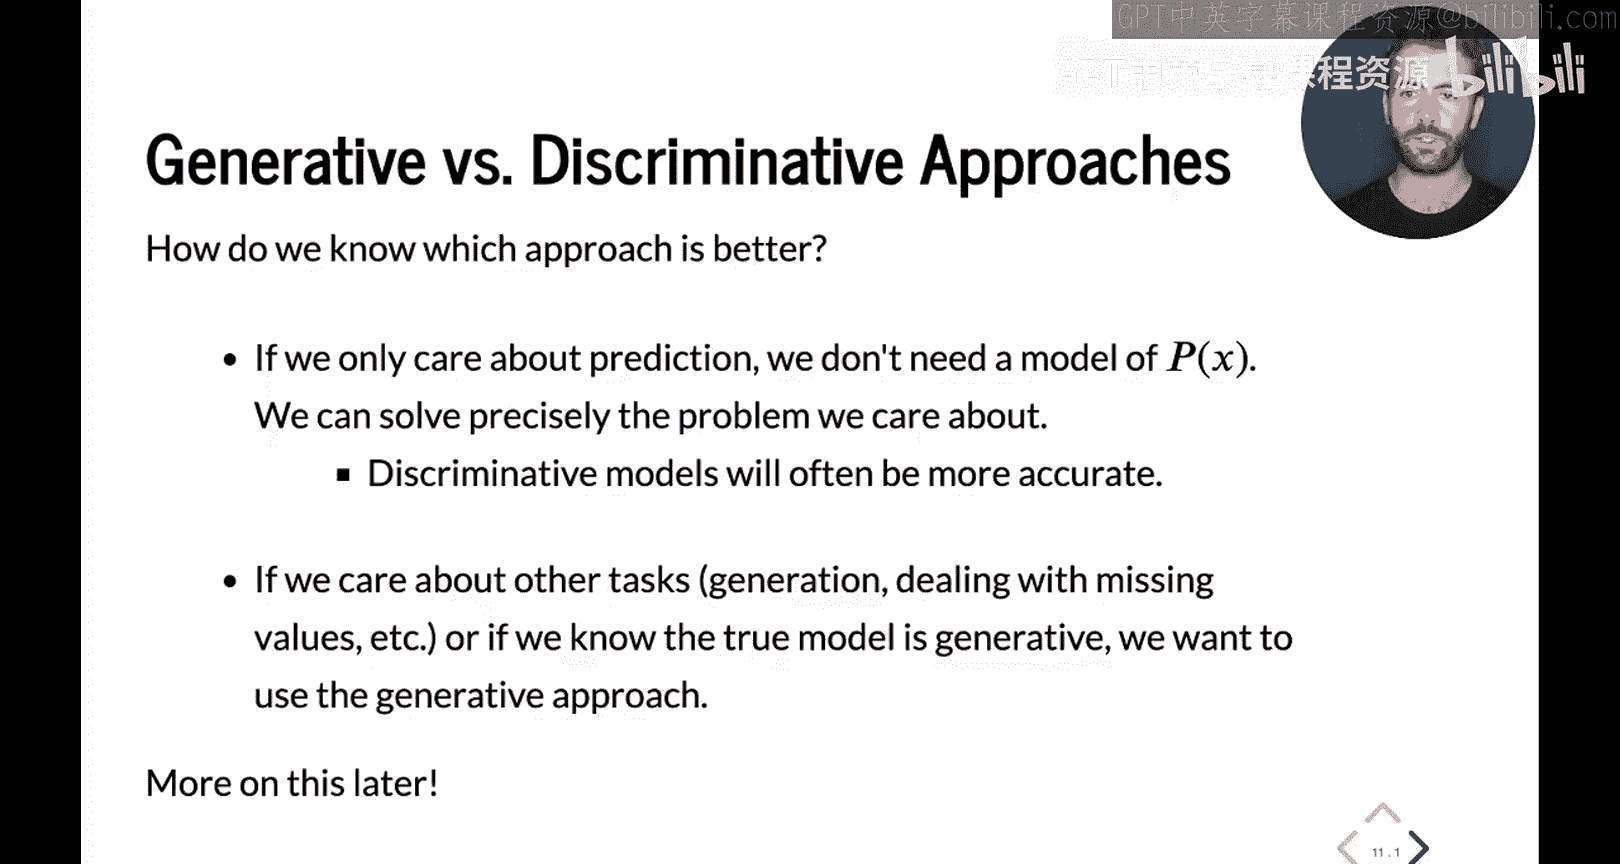 GPT中英字幕课程资源@bilibili.com
程资源 bilibili
Generative vs. Discriminative Approaches
How do we know which approach is better?
• If we only care about prediction, we don't need a model of P(x).
We can solve precisely the problem we care about.
▪ Discriminative models will often be more accurate.
• If we care about other tasks (generation, dealing with missing
values, etc.) or if we know the true model is generative, we want to
use the generative approach.
More on this later!
11.1